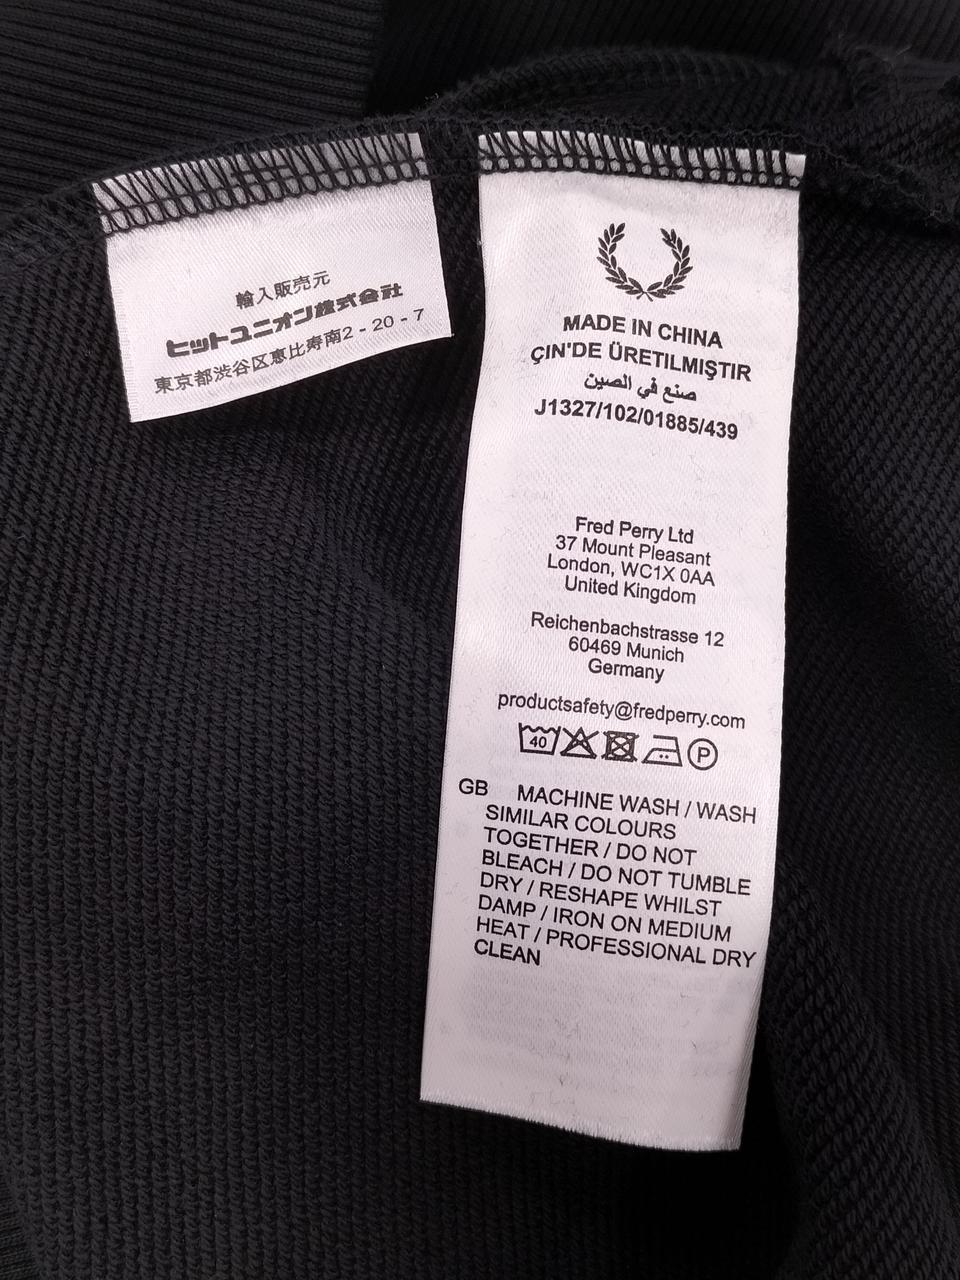 輸入販売元
ヒットユニオン株式会社
東京都渋谷区恵比寿南2-20-7
MADE IN CHINA
ÇIN'DE ÜRETILMIŞTIR
صنع في الصين
J1327/102/01885/439
Fred Perry Ltd
37 Mount Pleasant
London, WC1X 0AA
United Kingdom
Reichenbachstrasse 12
60469 Munich
Germany
productsafety@fredperry.com
40 P
GB MACHINE WASH / WASH
SIMILAR COLOURS
TOGETHER / DO NOT
BLEACH / DO NOT TUMBLE
DRY / RESHAPE WHILST
DAMP / IRON ON MEDIUM
HEAT / PROFESSIONAL DRY
CLEAN